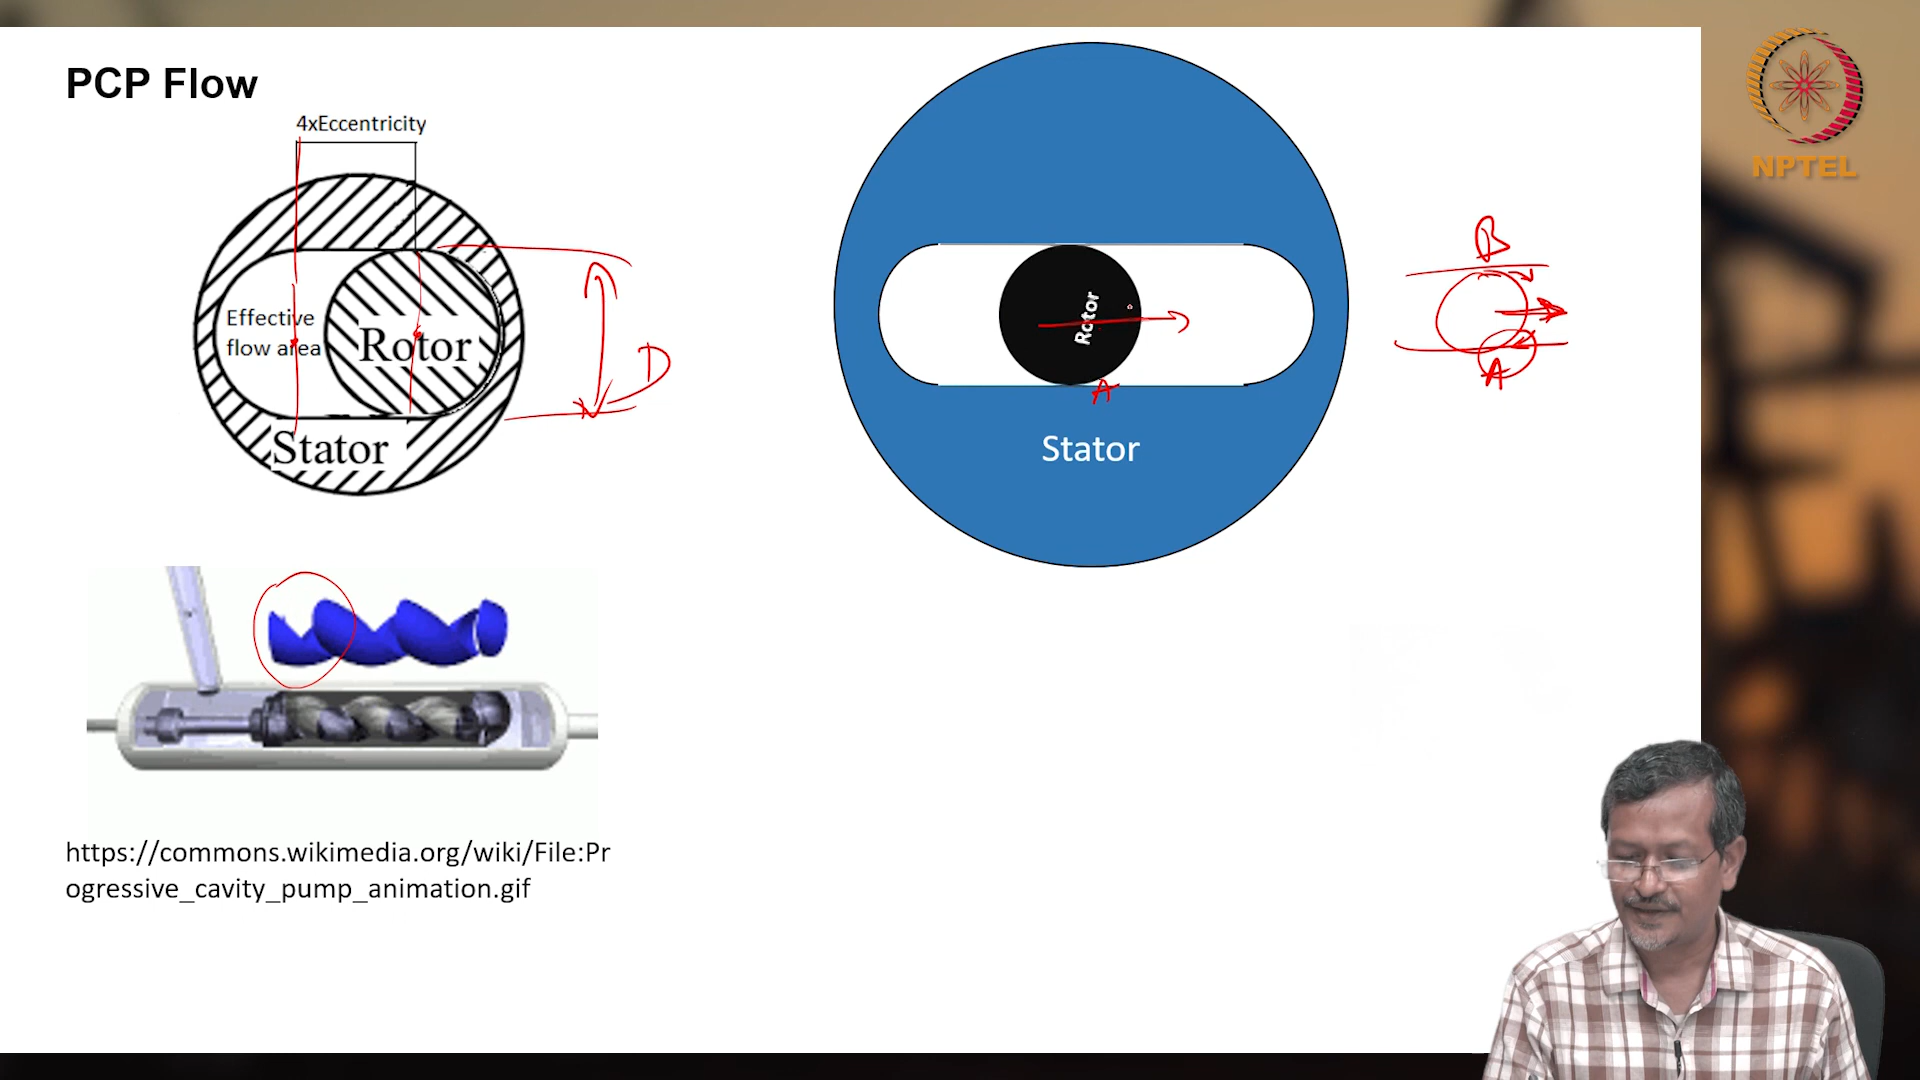 PCP Flow
4xEccentricity
Effective
flow area
Rotor
Stator
D
Rotor
A
Stator
B
A
NPTEL
https://commons.wikimedia.org/wiki/File:Pr
ogressive_cavity_pump_animation.gif